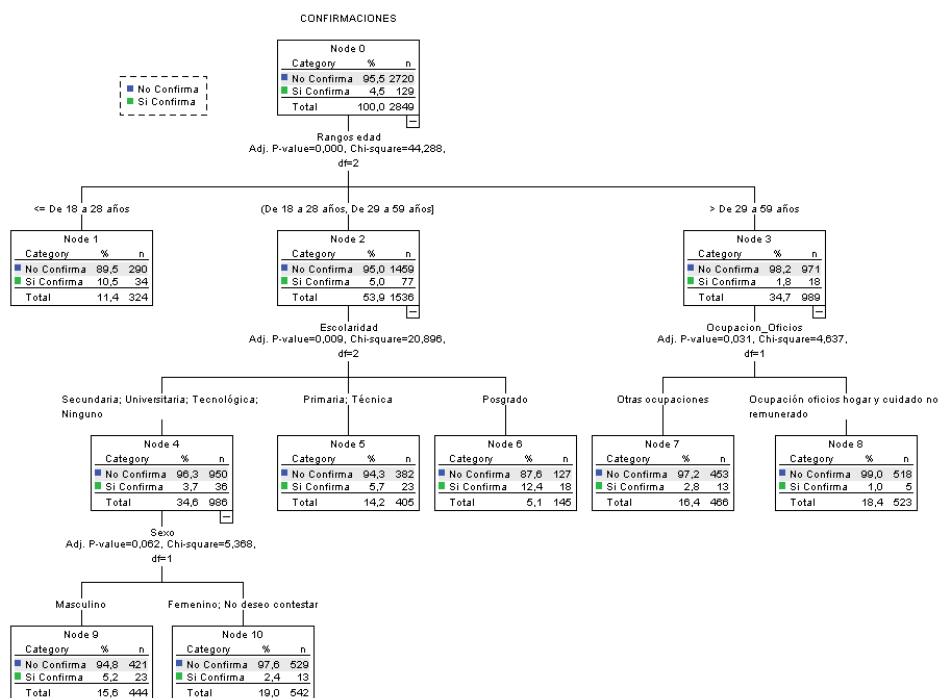 CONFIRMACIONES
Node 0
Category % n
No Confirma 95,5 2720
Si Confirma 4,5 129
Total 100,0 2849
No Confirma
Si Confirma
Rangos edad
Adj. P-value=0,000, Chi-square=44,288,
df=2
<= De 18 a 28 años
(De 18 a 28 años, De 29 a 59 años]
> De 29 a 59 años
Node 1
Category % n
No Confirma 89,5 290
Si Confirma 10,5 34
Total 11,4 324
Node 2
Category % n
No Confirma 95,0 1459
Si Confirma 5,0 77
Total 53,9 1536
Node 3
Category % n
No Confirma 98,2 971
Si Confirma 1,8 18
Total 34,7 989
Escolaridad
Adj. P-value=0,009, Chi-square=20,896,
df=2
Ocupacion_Oficios
Adj. P-value=0,031, Chi-square=4,637,
df=1
Secundaria; Universitaria; Tecnológica;
Ninguno
Primaria; Técnica
Posgrado
Otras ocupaciones
Ocupación oficios hogar y cuidado no
remunerado
Node 4
Category % n
No Confirma 96,3 950
Si Confirma 3,7 36
Total 34,6 986
Node 5
Category % n
No Confirma 94,3 382
Si Confirma 5,7 23
Total 14,2 405
Node 6
Category % n
No Confirma 87,6 127
Si Confirma 12,4 18
Total 5,1 145
Node 7
Category % n
No Confirma 97,2 453
Si Confirma 2,8 13
Total 16,4 466
Node 8
Category % n
No Confirma 99,0 518
Si Confirma 1,0 5
Total 18,4 523
Sexo
Adj. P-value=0,062, Chi-square=5,368,
df=1
Masculino
Femenino; No deseo contestar
Node 9
Category % n
No Confirma 94,8 421
Si Confirma 5,2 23
Total 15,6 444
Node 10
Category % n
No Confirma 97,6 529
Si Confirma 2,4 13
Total 19,0 542